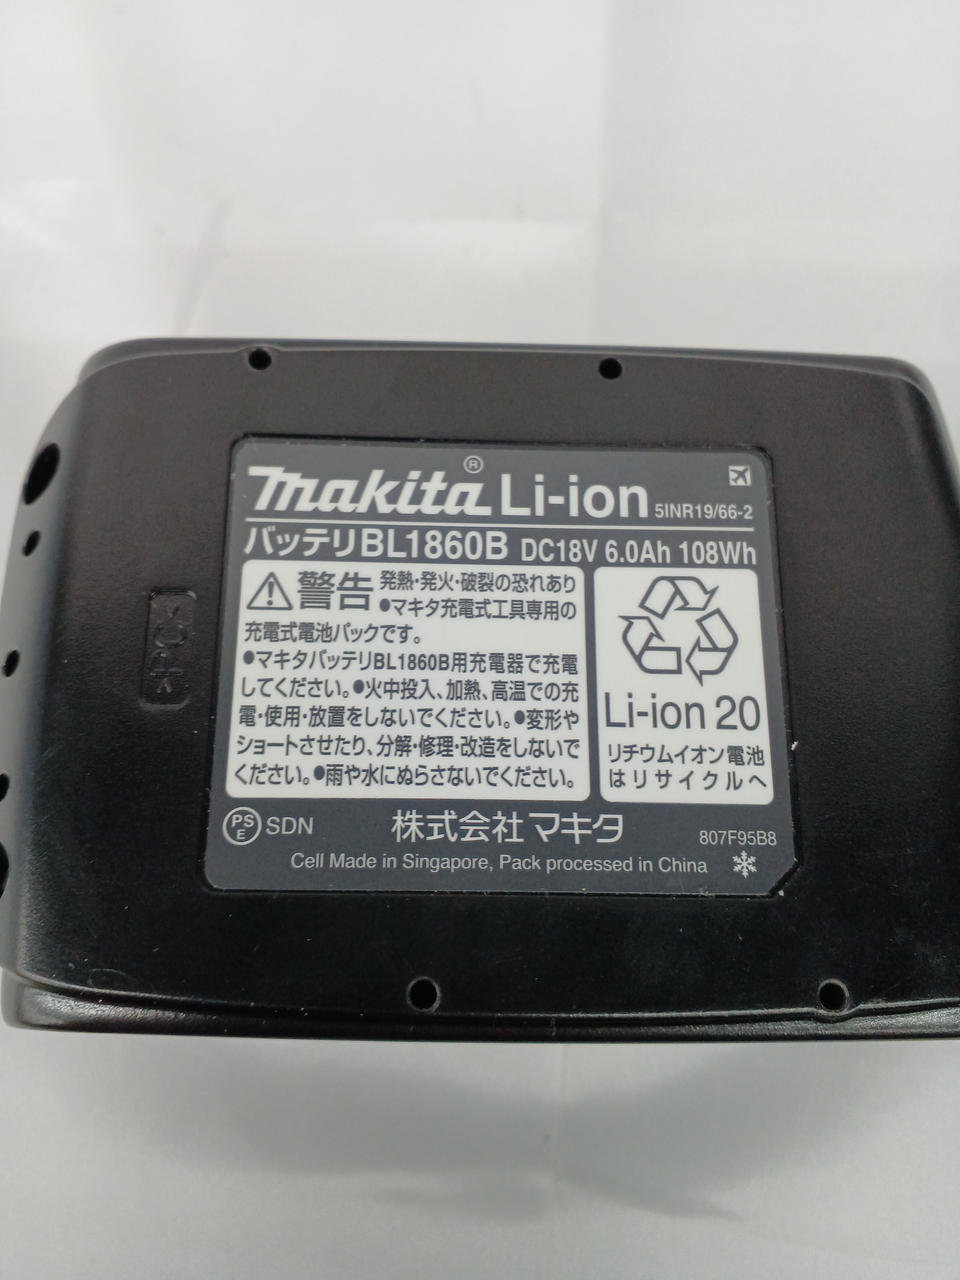 makita® Li-ion 5INR19/66-2
バッテリBL1860B DC18V 6.0Ah 108Wh
警告 発熱・発火・破裂の恐れあり
●マキタ充電式工具専用の
充電式電池パックです。
●マキタバッテリBL1860B用充電器で充電
してください。●火中投入、加熱、高温での充
電・使用・放置をしないでください。●変形や
ショートさせたり、分解・修理・改造をしないで
ください。●雨や水にぬらさないでください。
Li-ion 20
リチウムイオン電池
はリサイクルへ
PS
E
SDN
株式会社マキタ
807F95B8
Cell Made in Singapore, Pack processed in China